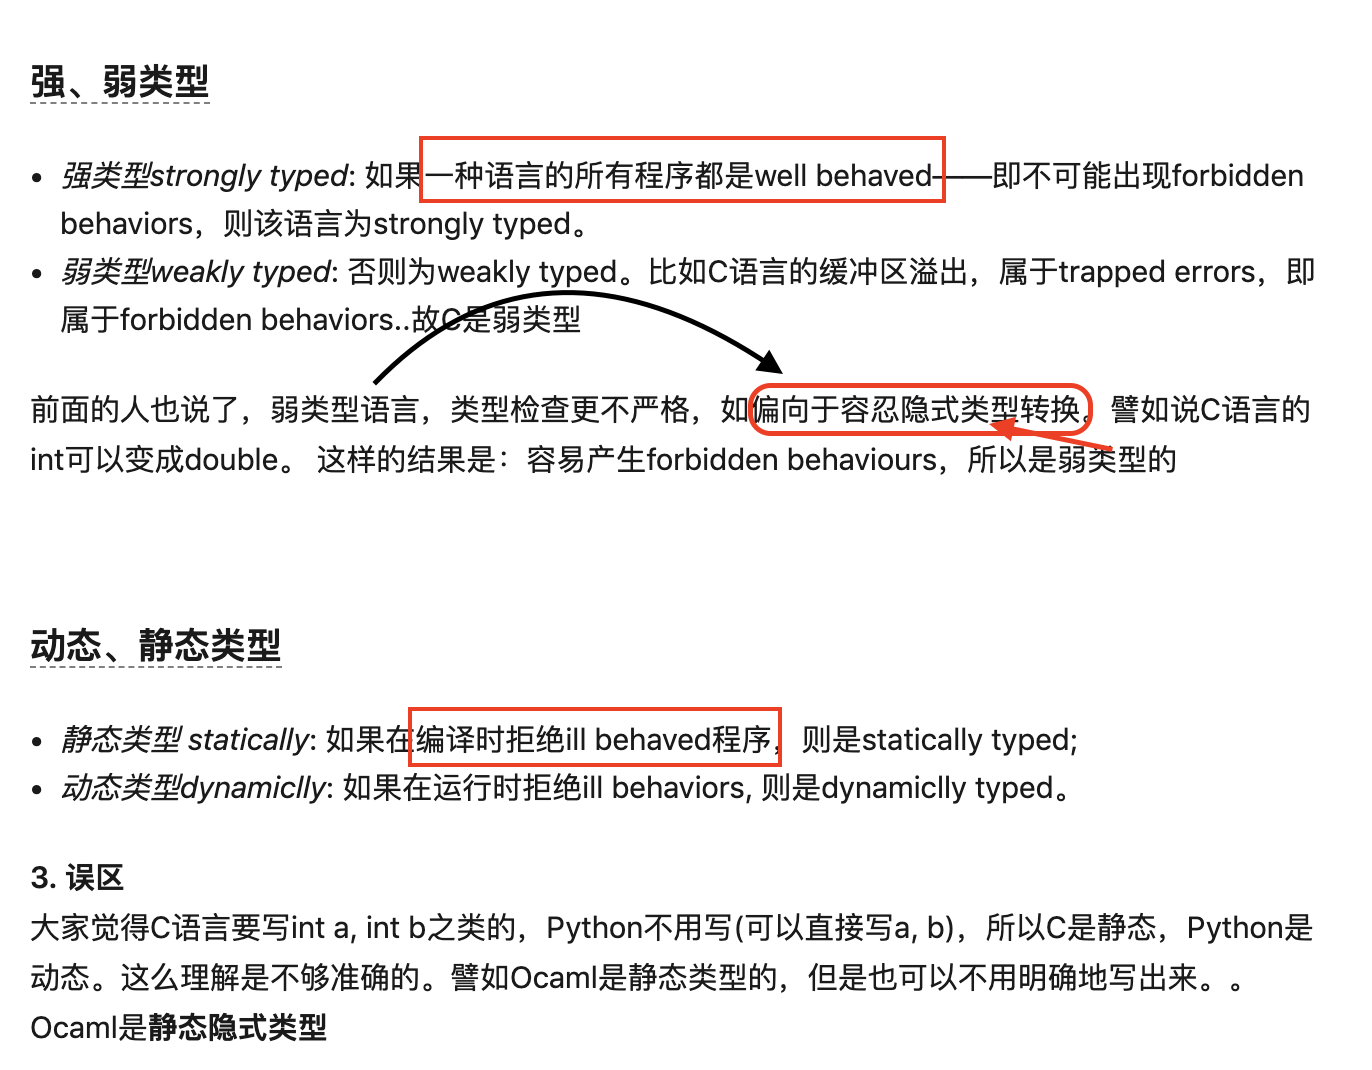 强、弱类型
• 强类型strongly typed: 如果一种语言的所有程序都是well behaved——即不可能出现forbidden
behaviors，则该语言为strongly typed。
• 弱类型weakly typed: 否则为weakly typed。比如C语言的缓冲区溢出，属于trapped errors，即
属于forbidden behaviors..故C是弱类型
前面的人也说了，弱类型语言，类型检查更不严格，如偏向于容忍隐式类型转换。譬如说C语言的
int可以变成double。 这样的结果是：容易产生forbidden behaviours，所以是弱类型的
动态、静态类型
• 静态类型 statically: 如果在编译时拒绝ill behaved程序，则是statically typed;
• 动态类型dynamiclly: 如果在运行时拒绝ill behaviors, 则是dynamiclly typed。
3. 误区
大家觉得C语言要写int a, int b之类的，Python不用写(可以直接写a, b)，所以C是静态，Python是
动态。这么理解是不够准确的。譬如Ocaml是静态类型的，但是也可以不用明确地写出来。。
Ocaml是静态隐式类型